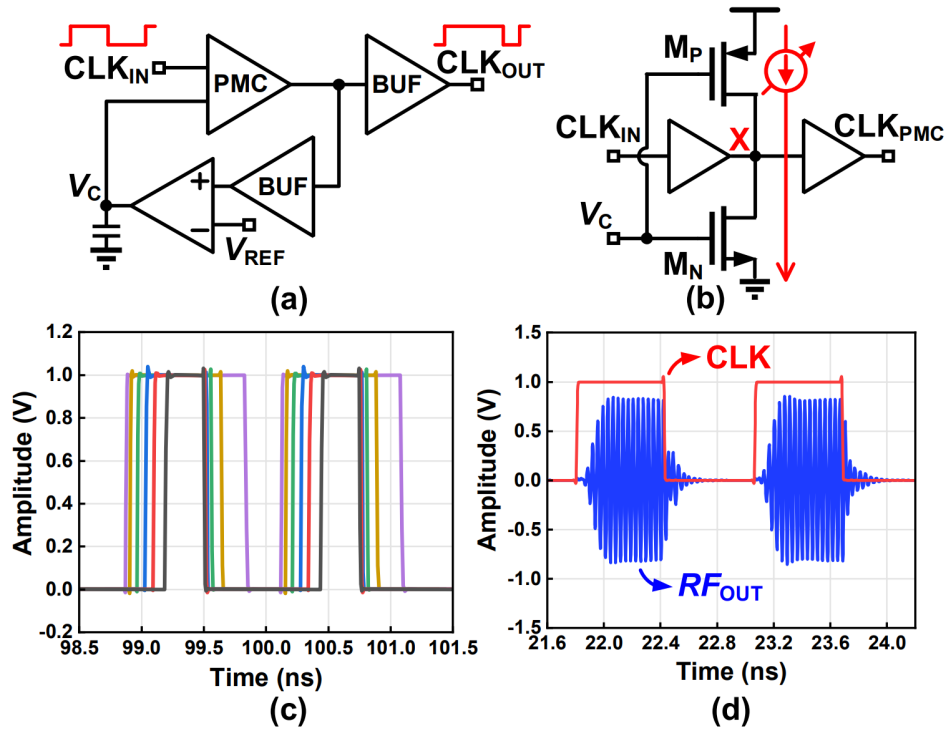 CLK_IN
PMC
BUF
CLK_OUT
BUF
V_C
+
−
V_REF
(a)
M_P
CLK_IN
X
CLK_PMC
V_C
M_N
(b)
Amplitude (V)
1.2
1.0
0.8
0.6
0.4
0.2
0.0
-0.2
98.5 99.0 99.5 100.0 100.5 101.0 101.5
Time (ns)
(c)
Amplitude (V)
1.5
1.0
0.5
0.0
-0.5
-1.0
-1.5
CLK
RF_OUT
21.6 22.0 22.4 22.8 23.2 23.6 24.0
Time (ns)
(d)